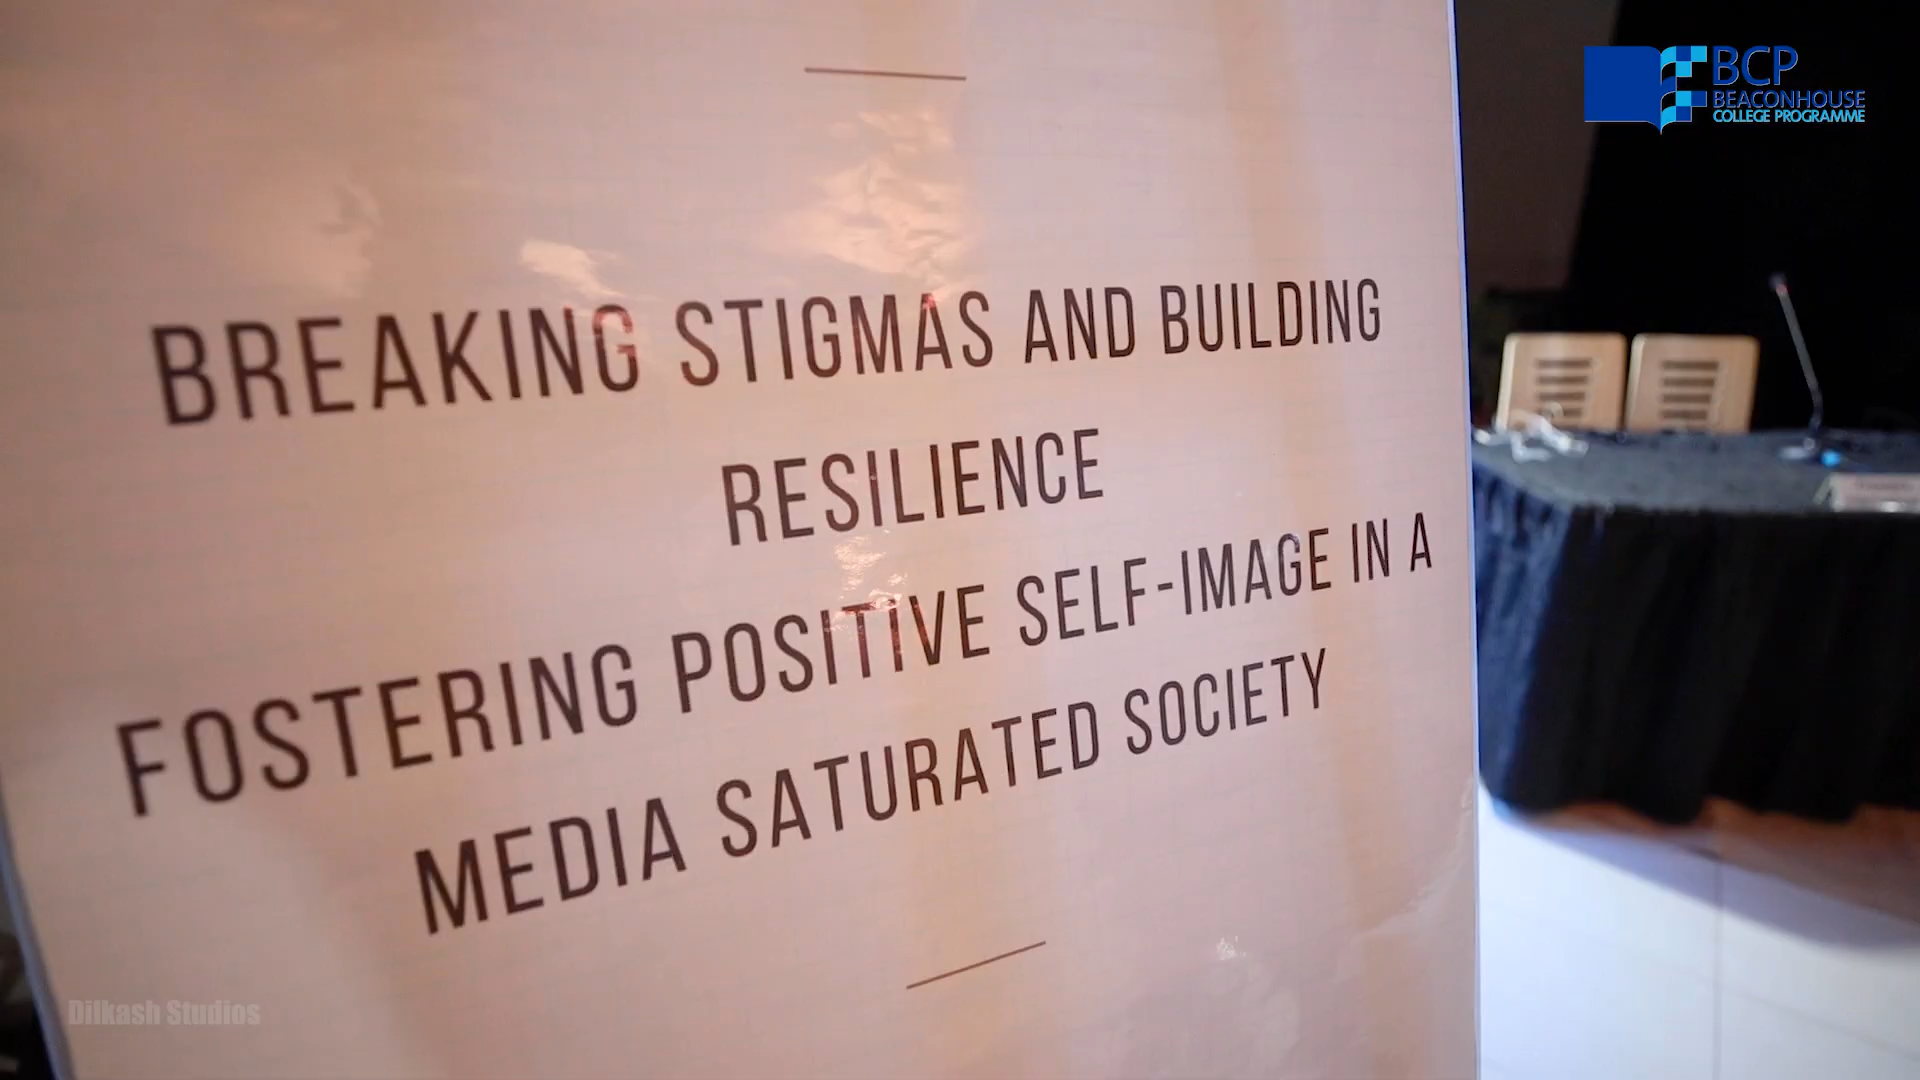 BCP
BEACONHOUSE
COLLEGE PROGRAMME
BREAKING STIGMAS AND BUILDING
RESILIENCE
FOSTERING POSITIVE SELF-IMAGE IN A
MEDIA SATURATED SOCIETY
Dilkash Studios